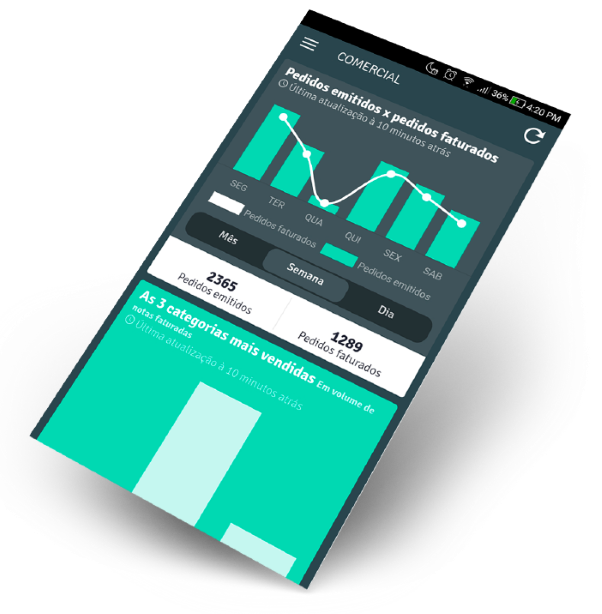 36% 4:20 PM
COMERCIAL
Pedidos emitidos x pedidos faturados
Última atualização à 10 minutos atrás
SEG TER QUA QUI SEX SAB
Pedidos faturados Pedidos emitidos
Mês Semana Dia
2365 1289
Pedidos emitidos Pedidos faturados
As 3 categorias mais vendidas Em volume de
notas faturadas
Última atualização à 10 minutos atrás